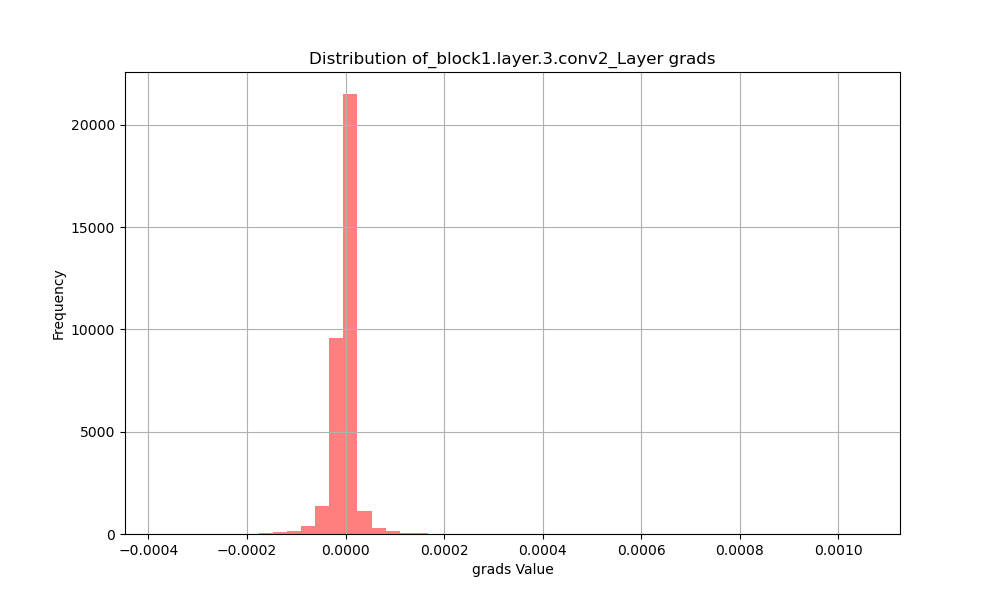 Distribution of_block1.layer.3.conv2_Layer grads
Frequency
20000
15000
10000
5000
0
−0.0004 −0.0002 0.0000 0.0002 0.0004 0.0006 0.0008 0.0010
grads Value